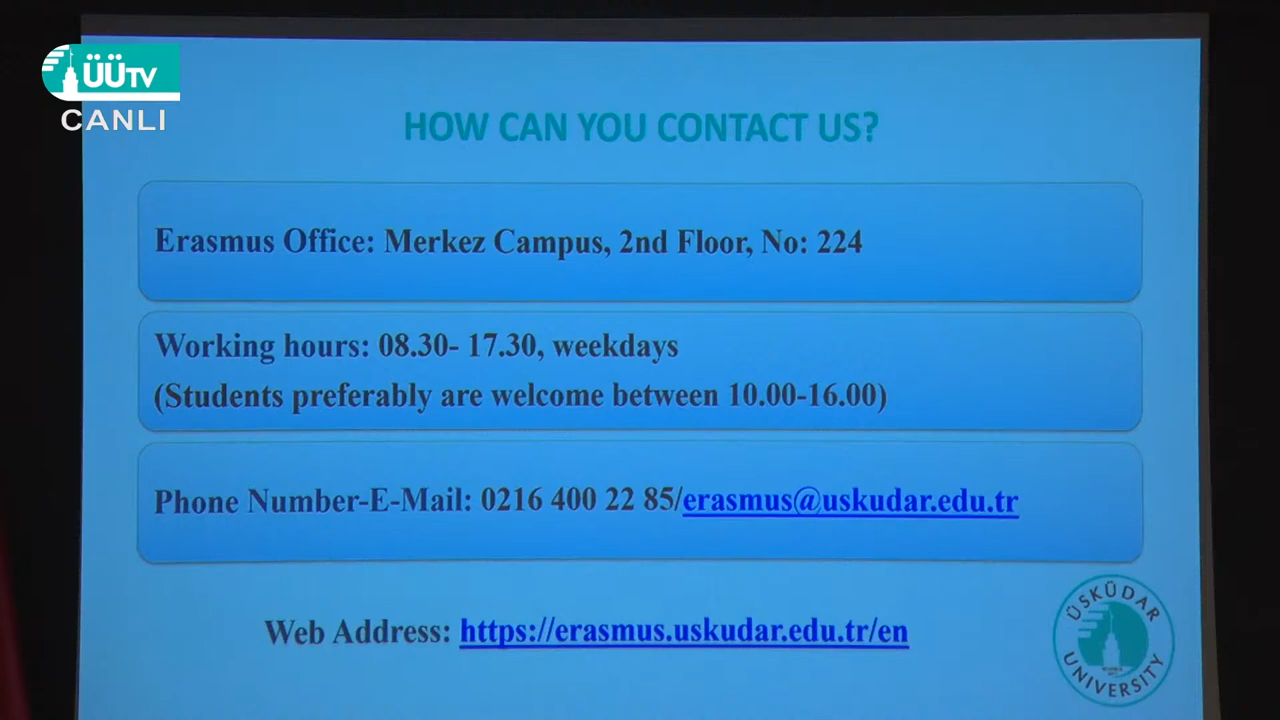 ÜÜTV
CANLI
HOW CAN YOU CONTACT US?
Erasmus Office: Merkez Campus, 2nd Floor, No: 224
Working hours: 08.30- 17.30, weekdays
(Students preferably are welcome between 10.00-16.00)
Phone Number-E-Mail: 0216 400 22 85/erasmus@uskudar.edu.tr
Web Address: https://erasmus.uskudar.edu.tr/en
ÜSKÜDAR
UNIVERSITY